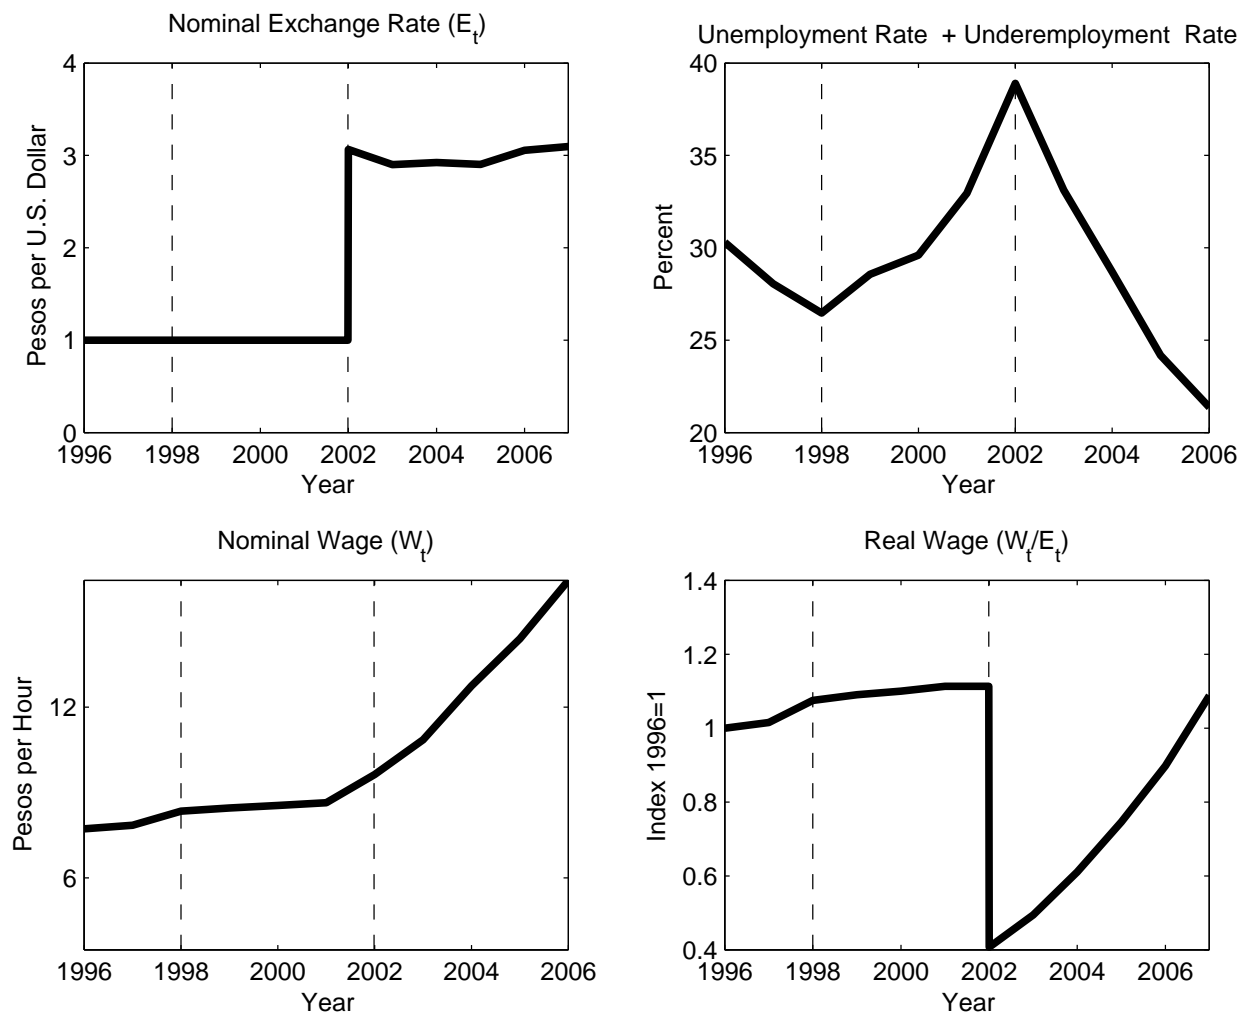 Nominal Exchange Rate (E_t)
Pesos per U.S. Dollar
4
3
2
1
0
1996 1998 2000 2002 2004 2006
Year
Unemployment Rate + Underemployment Rate
Percent
40
35
30
25
20
1996 1998 2000 2002 2004 2006
Year
Nominal Wage (W_t)
Pesos per Hour
12
6
1996 1998 2000 2002 2004 2006
Year
Real Wage (W_t/E_t)
Index 1996=1
1.4
1.2
1
0.8
0.6
0.4
1996 1998 2000 2002 2004 2006
Year